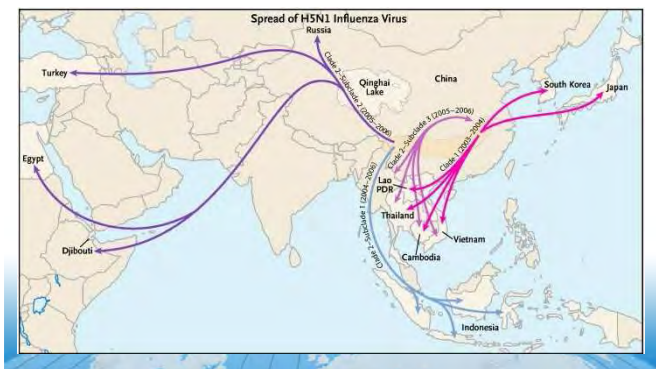 Spread of H5N1 Influenza Virus
Russia
Turkey
Qinghai
Lake
China
South Korea
Japan
Clade 2–Subclade 2 (2005–2006)
Clade 2–Subclade 3 (2005–2006)
Clade 1 (2003–2004)
Egypt
Lao
PDR
Clade 2–Subclade 1 (2004–2006)
Thailand
Vietnam
Djibouti
Cambodia
Indonesia